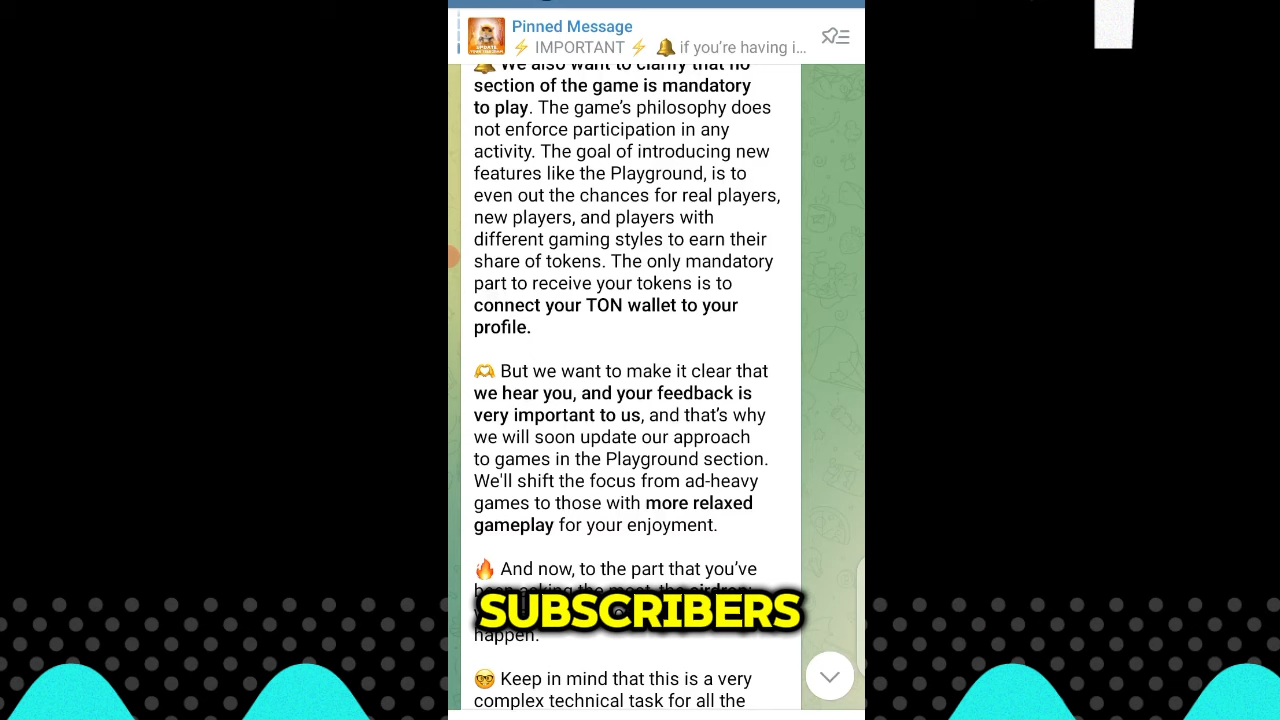 Pinned Message
⚡ IMPORTANT ⚡ 🔔 if you’re having i...
UPDATE
🔔 We also want to clarify that no
section of the game is mandatory
to play. The game’s philosophy does
not enforce participation in any
activity. The goal of introducing new
features like the Playground, is to
even out the chances for real players,
new players, and players with
different gaming styles to earn their
share of tokens. The only mandatory
part to receive your tokens is to
connect your TON wallet to your
profile.
🫶 But we want to make it clear that
we hear you, and your feedback is
very important to us, and that’s why
we will soon update our approach
to games in the Playground section.
We'll shift the focus from ad-heavy
games to those with more relaxed
gameplay for your enjoyment.
🔥 And now, to the part that you’ve
SUBSCRIBERS
happen.
🤓 Keep in mind that this is a very
complex technical task for all the